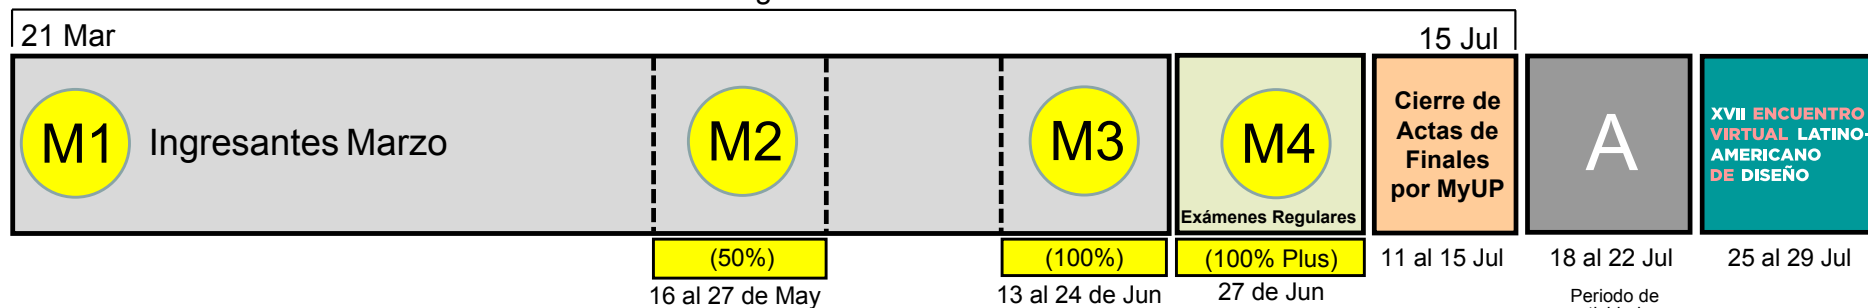 21 Mar
15 Jul
M1
Ingresantes Marzo
M2
M3
M4
Exámenes Regulares
Cierre de
Actas de
Finales
por MyUP
A
XVII ENCUENTRO
VIRTUAL LATINO-
AMERICANO
DE DISEÑO
(50%)
(100%)
(100% Plus)
11 al 15 Jul
18 al 22 Jul
25 al 29 Jul
16 al 27 de May
13 al 24 de Jun
27 de Jun
Periodo de